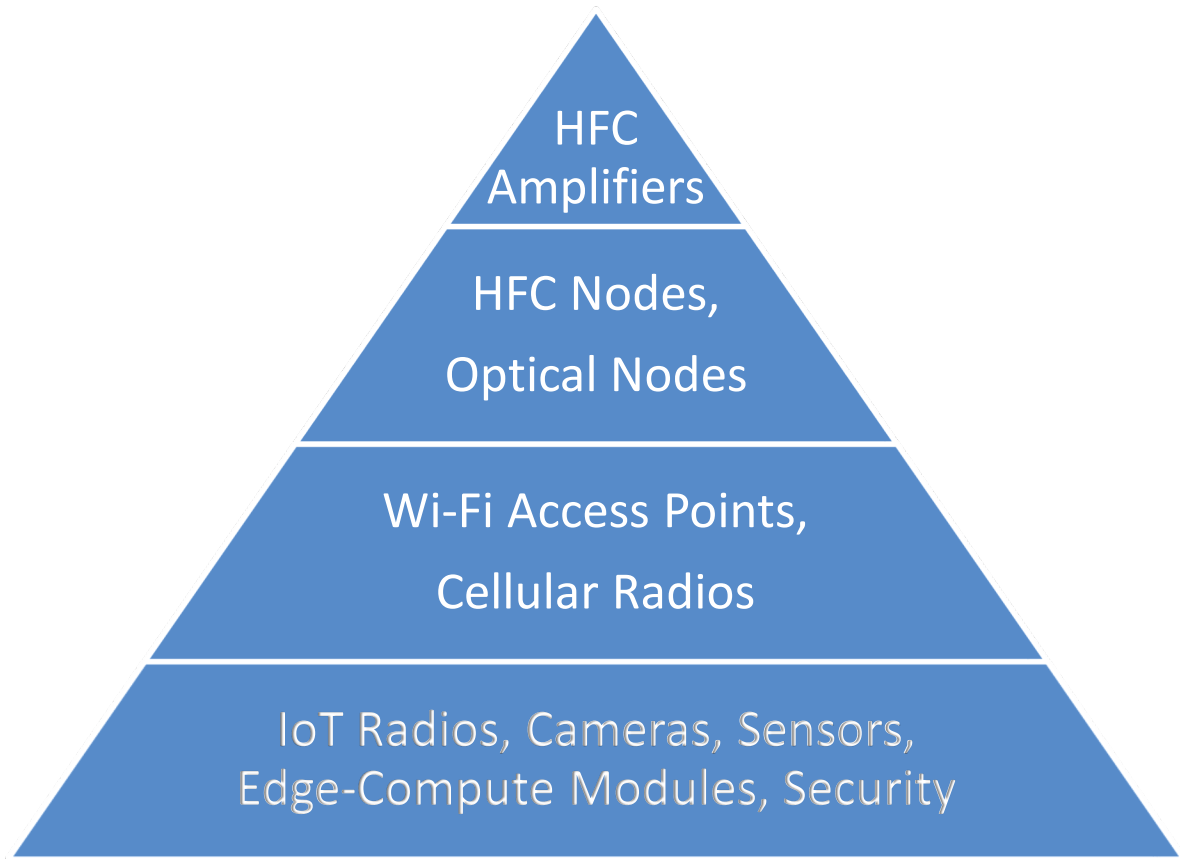 HFC
Amplifiers
HFC Nodes,
Optical Nodes
Wi-Fi Access Points,
Cellular Radios
IoT Radios, Cameras, Sensors,
Edge-Compute Modules, Security